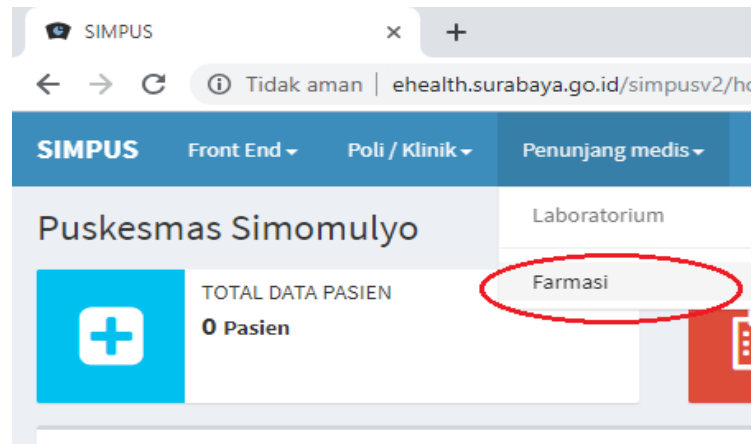 SIMPUS
Tidak aman | ehealth.surabaya.go.id/simpusv2/ho
SIMPUS Front End Poli / Klinik Penunjang medis
Puskesmas Simomulyo
Laboratorium
Farmasi
TOTAL DATA PASIEN
0 Pasien